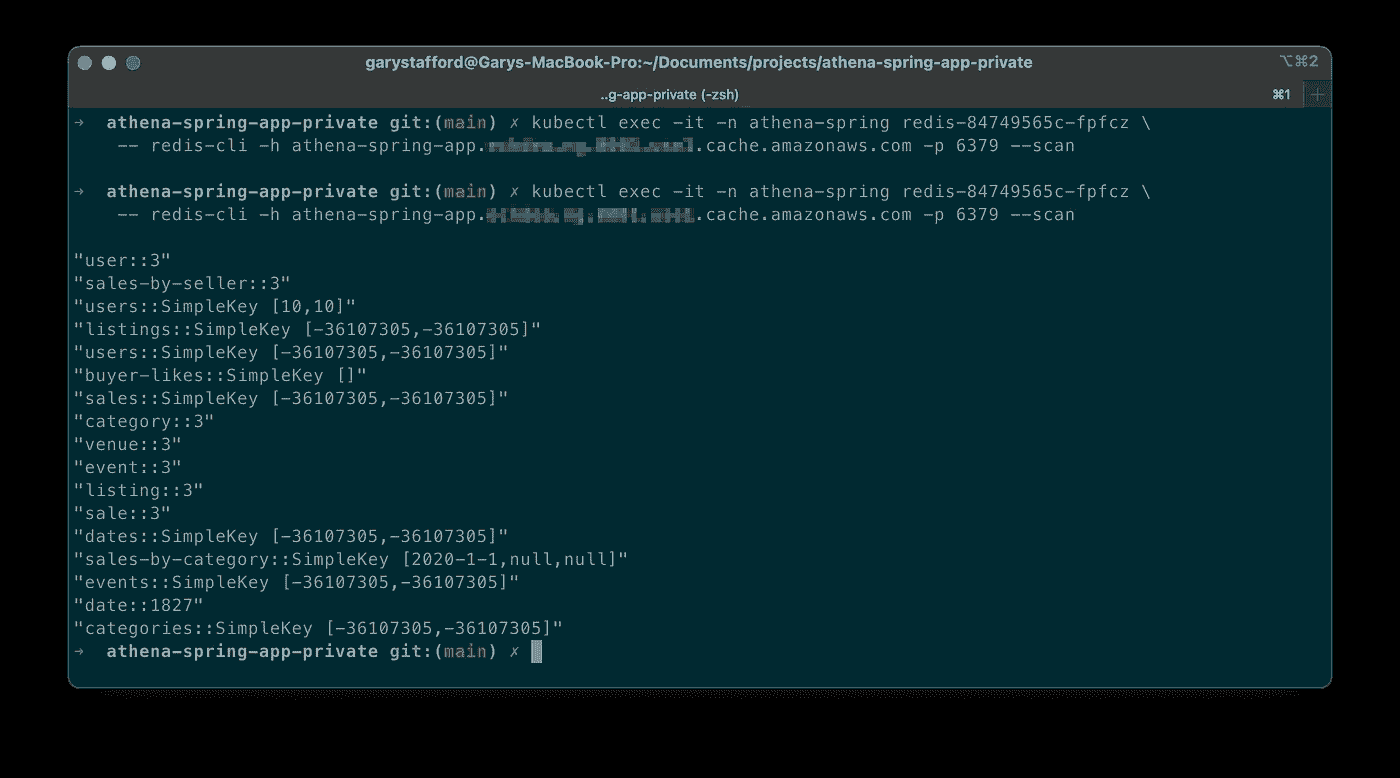 garystafford@Garys-MacBook-Pro:~/Documents/projects/athena-spring-app-private
⌥⌘2
..g-app-private (-zsh)
⌘1 +
→ athena-spring-app-private git:(main) ✗ kubectl exec -it -n athena-spring redis-84749565c-fpfcz \
-- redis-cli -h athena-spring-app. .cache.amazonaws.com -p 6379 --scan
→ athena-spring-app-private git:(main) ✗ kubectl exec -it -n athena-spring redis-84749565c-fpfcz \
-- redis-cli -h athena-spring-app. .cache.amazonaws.com -p 6379 --scan
"user::3"
"sales-by-seller::3"
"users::SimpleKey [10,10]"
"listings::SimpleKey [-36107305,-36107305]"
"users::SimpleKey [-36107305,-36107305]"
"buyer-likes::SimpleKey []"
"sales::SimpleKey [-36107305,-36107305]"
"category::3"
"venue::3"
"event::3"
"listing::3"
"sale::3"
"dates::SimpleKey [-36107305,-36107305]"
"sales-by-category::SimpleKey [2020-1-1,null,null]"
"events::SimpleKey [-36107305,-36107305]"
"date::1827"
"categories::SimpleKey [-36107305,-36107305]"
→ athena-spring-app-private git:(main) ✗